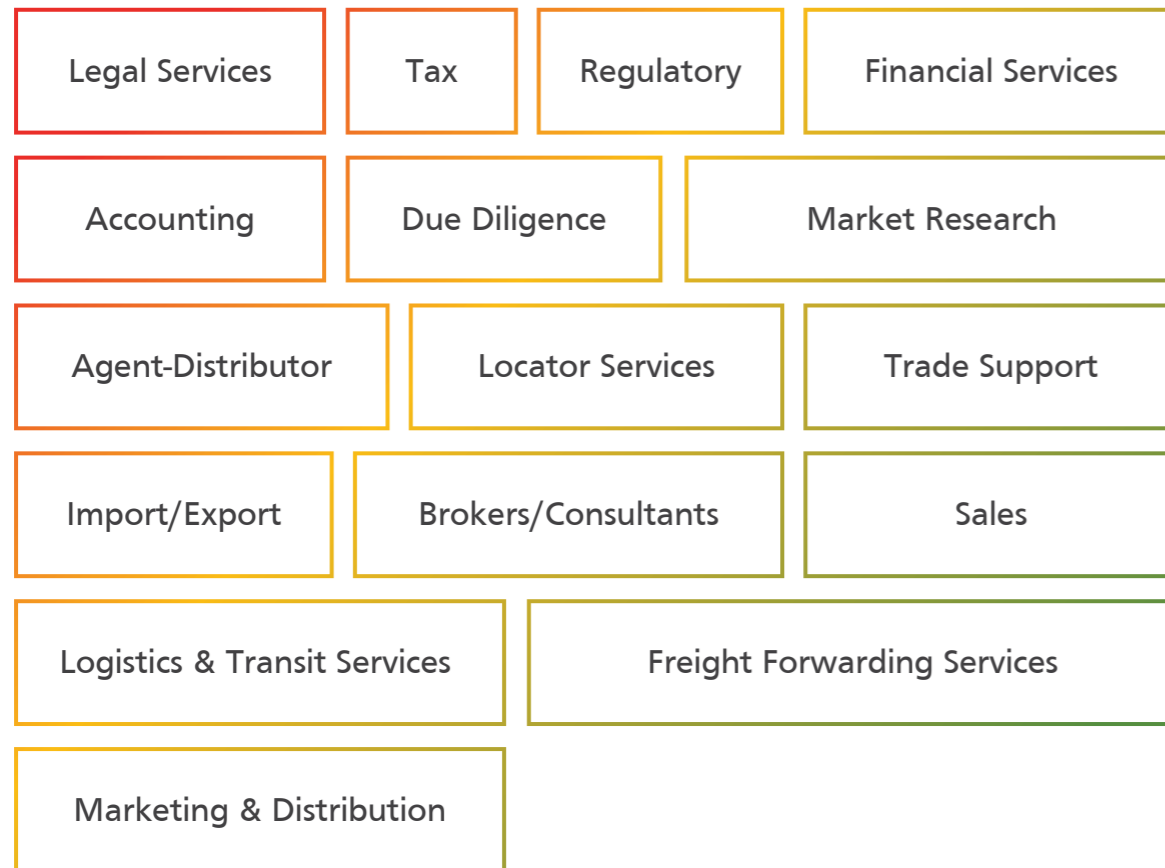 Legal Services
Tax
Regulatory
Financial Services
Accounting
Due Diligence
Market Research
Agent-Distributor
Locator Services
Trade Support
Import/Export
Brokers/Consultants
Sales
Logistics & Transit Services
Freight Forwarding Services
Marketing & Distribution